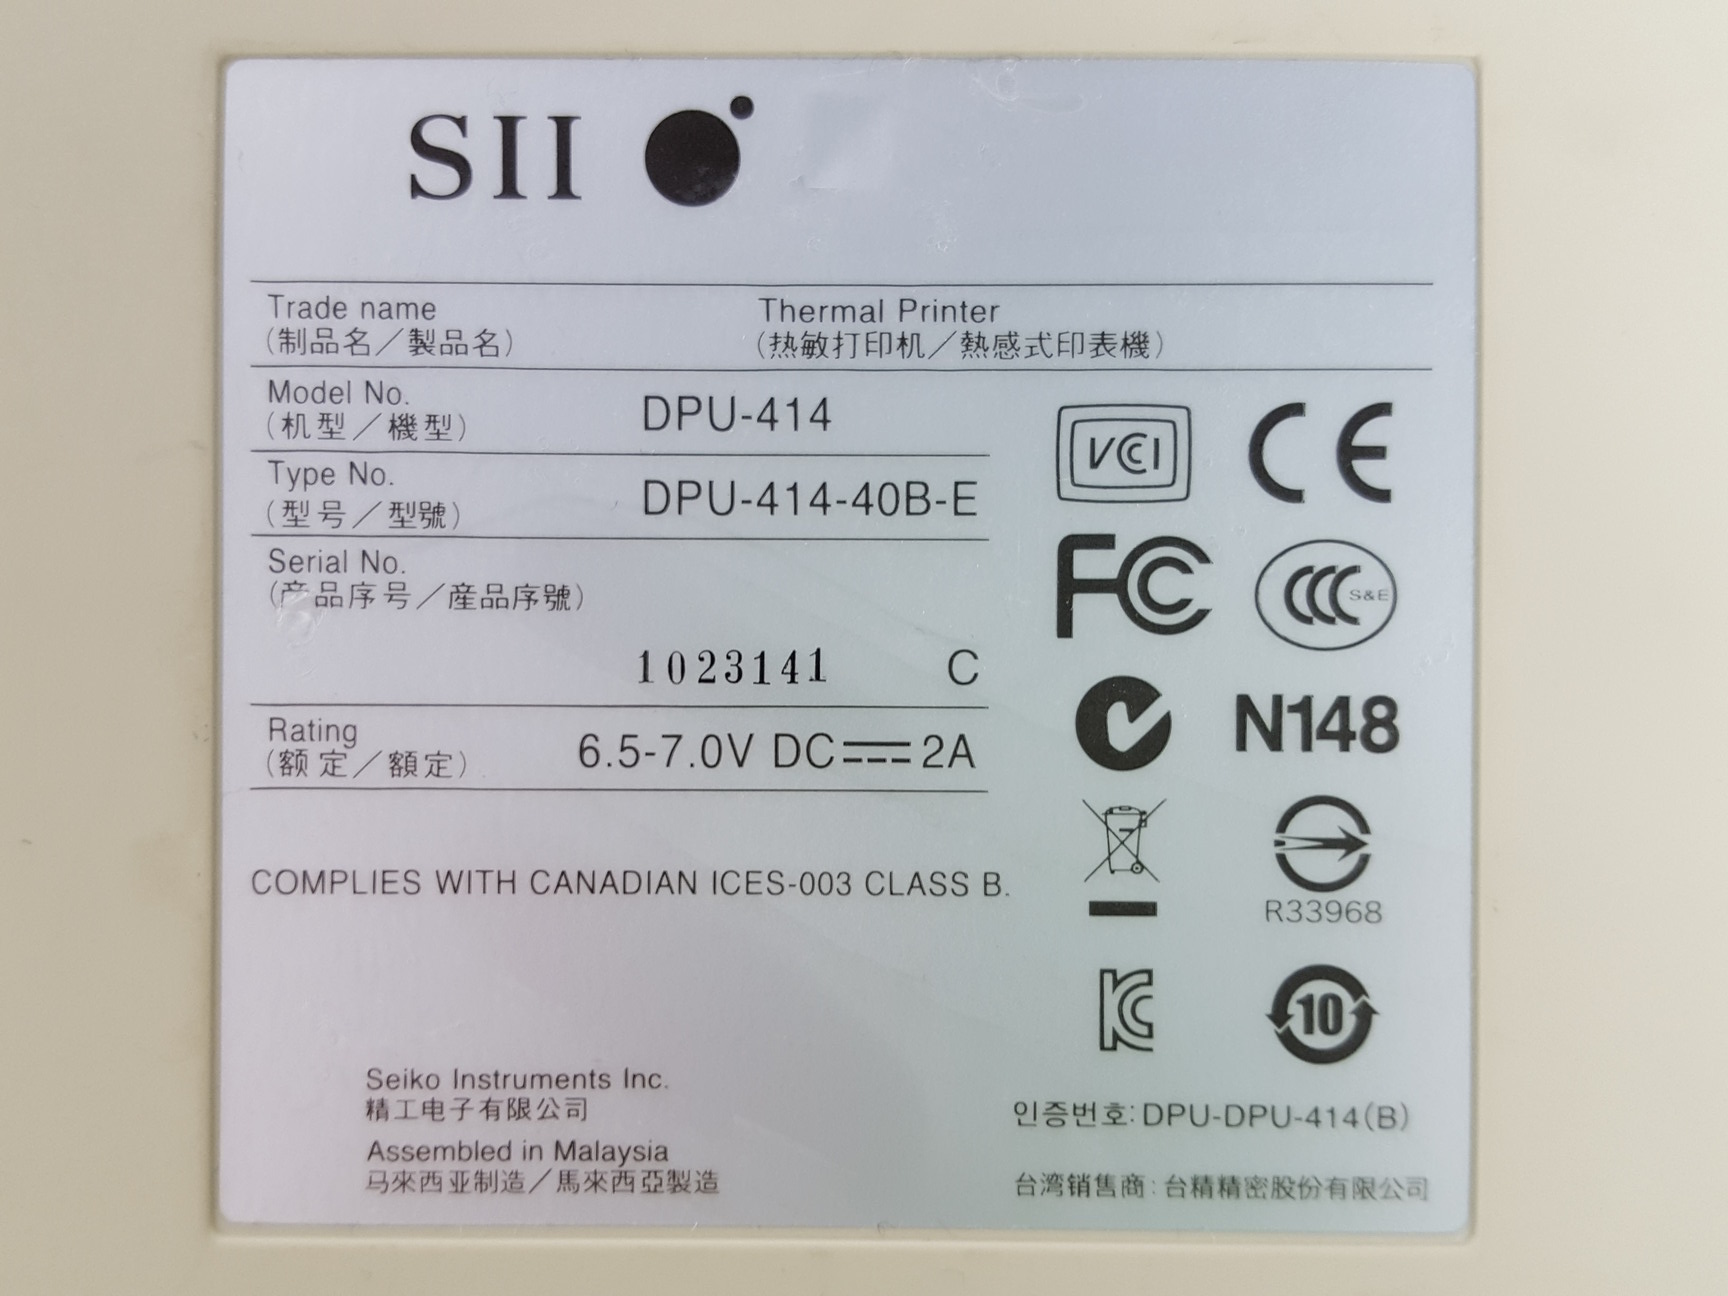 SII
Trade name
Thermal Printer
(制品名／製品名)
(热敏打印机／熱感式印表機)
Model No.
(机型／機型)
DPU-414
Type No.
(型号／型號)
DPU-414-40B-E
Serial No.
(产品序号／産品序號)
1023141 C
Rating
(额定／額定)
6.5-7.0V DC⎓2A
COMPLIES WITH CANADIAN ICES-003 CLASS B.
VCCI
CE
FC
CCC S&E
N148
R33968
KC
10
Seiko Instruments Inc.
精工电子有限公司
Assembled in Malaysia
马來西亚制造／馬來西亞製造
인증번호: DPU-DPU-414(B)
台湾销售商: 台精精密股份有限公司